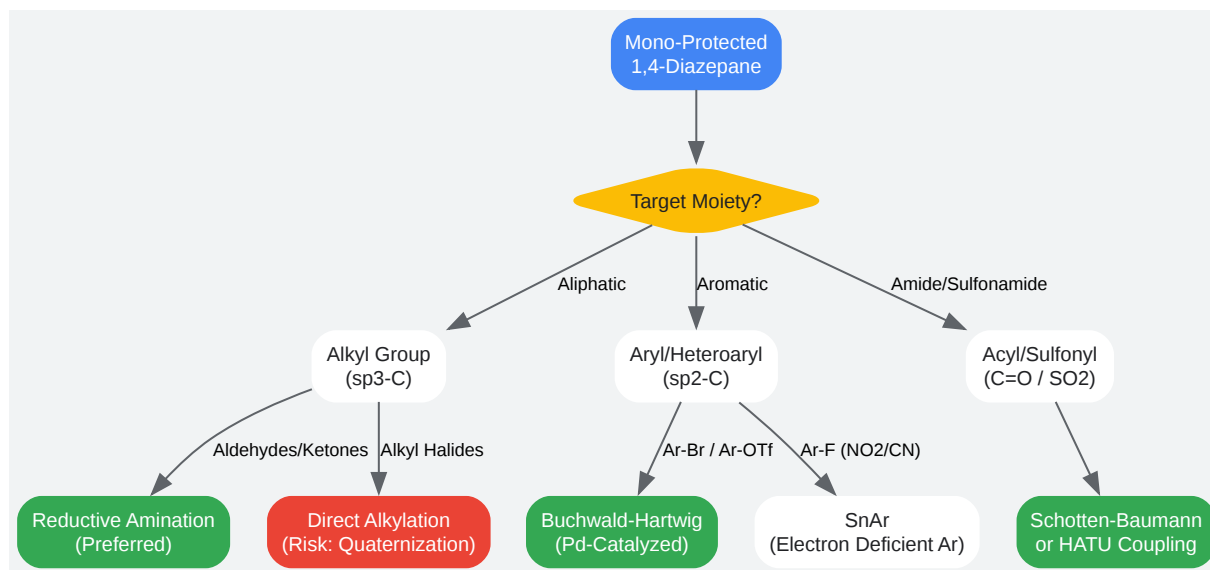 Mono-Protected
1,4-Diazepane
Target Moiety?
Aliphatic
Aromatic
Amide/Sulfonamide
Alkyl Group
(sp3-C)
Aryl/Heteroaryl
(sp2-C)
Acyl/Sulfonyl
(C=O / SO2)
Aldehydes/Ketones
Alkyl Halides
Ar-Br / Ar-OTf
Ar-F (NO2/CN)
Reductive Amination
(Preferred)
Direct Alkylation
(Risk: Quaternization)
Buchwald-Hartwig
(Pd-Catalyzed)
SnAr
(Electron Deficient Ar)
Schotten-Baumann
or HATU Coupling